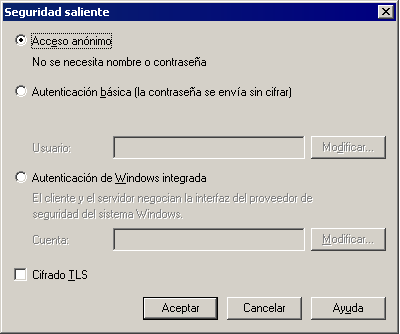 Seguridad saliente
Acceso anónimo
No se necesita nombre o contraseña
Autenticación básica (la contraseña se envía sin cifrar)
Usuario:
Modificar...
Autenticación de Windows integrada
El cliente y el servidor negocian la interfaz del proveedor de
seguridad del sistema Windows.
Cuenta:
Modificar...
Cifrado TLS
Aceptar
Cancelar
Ayuda